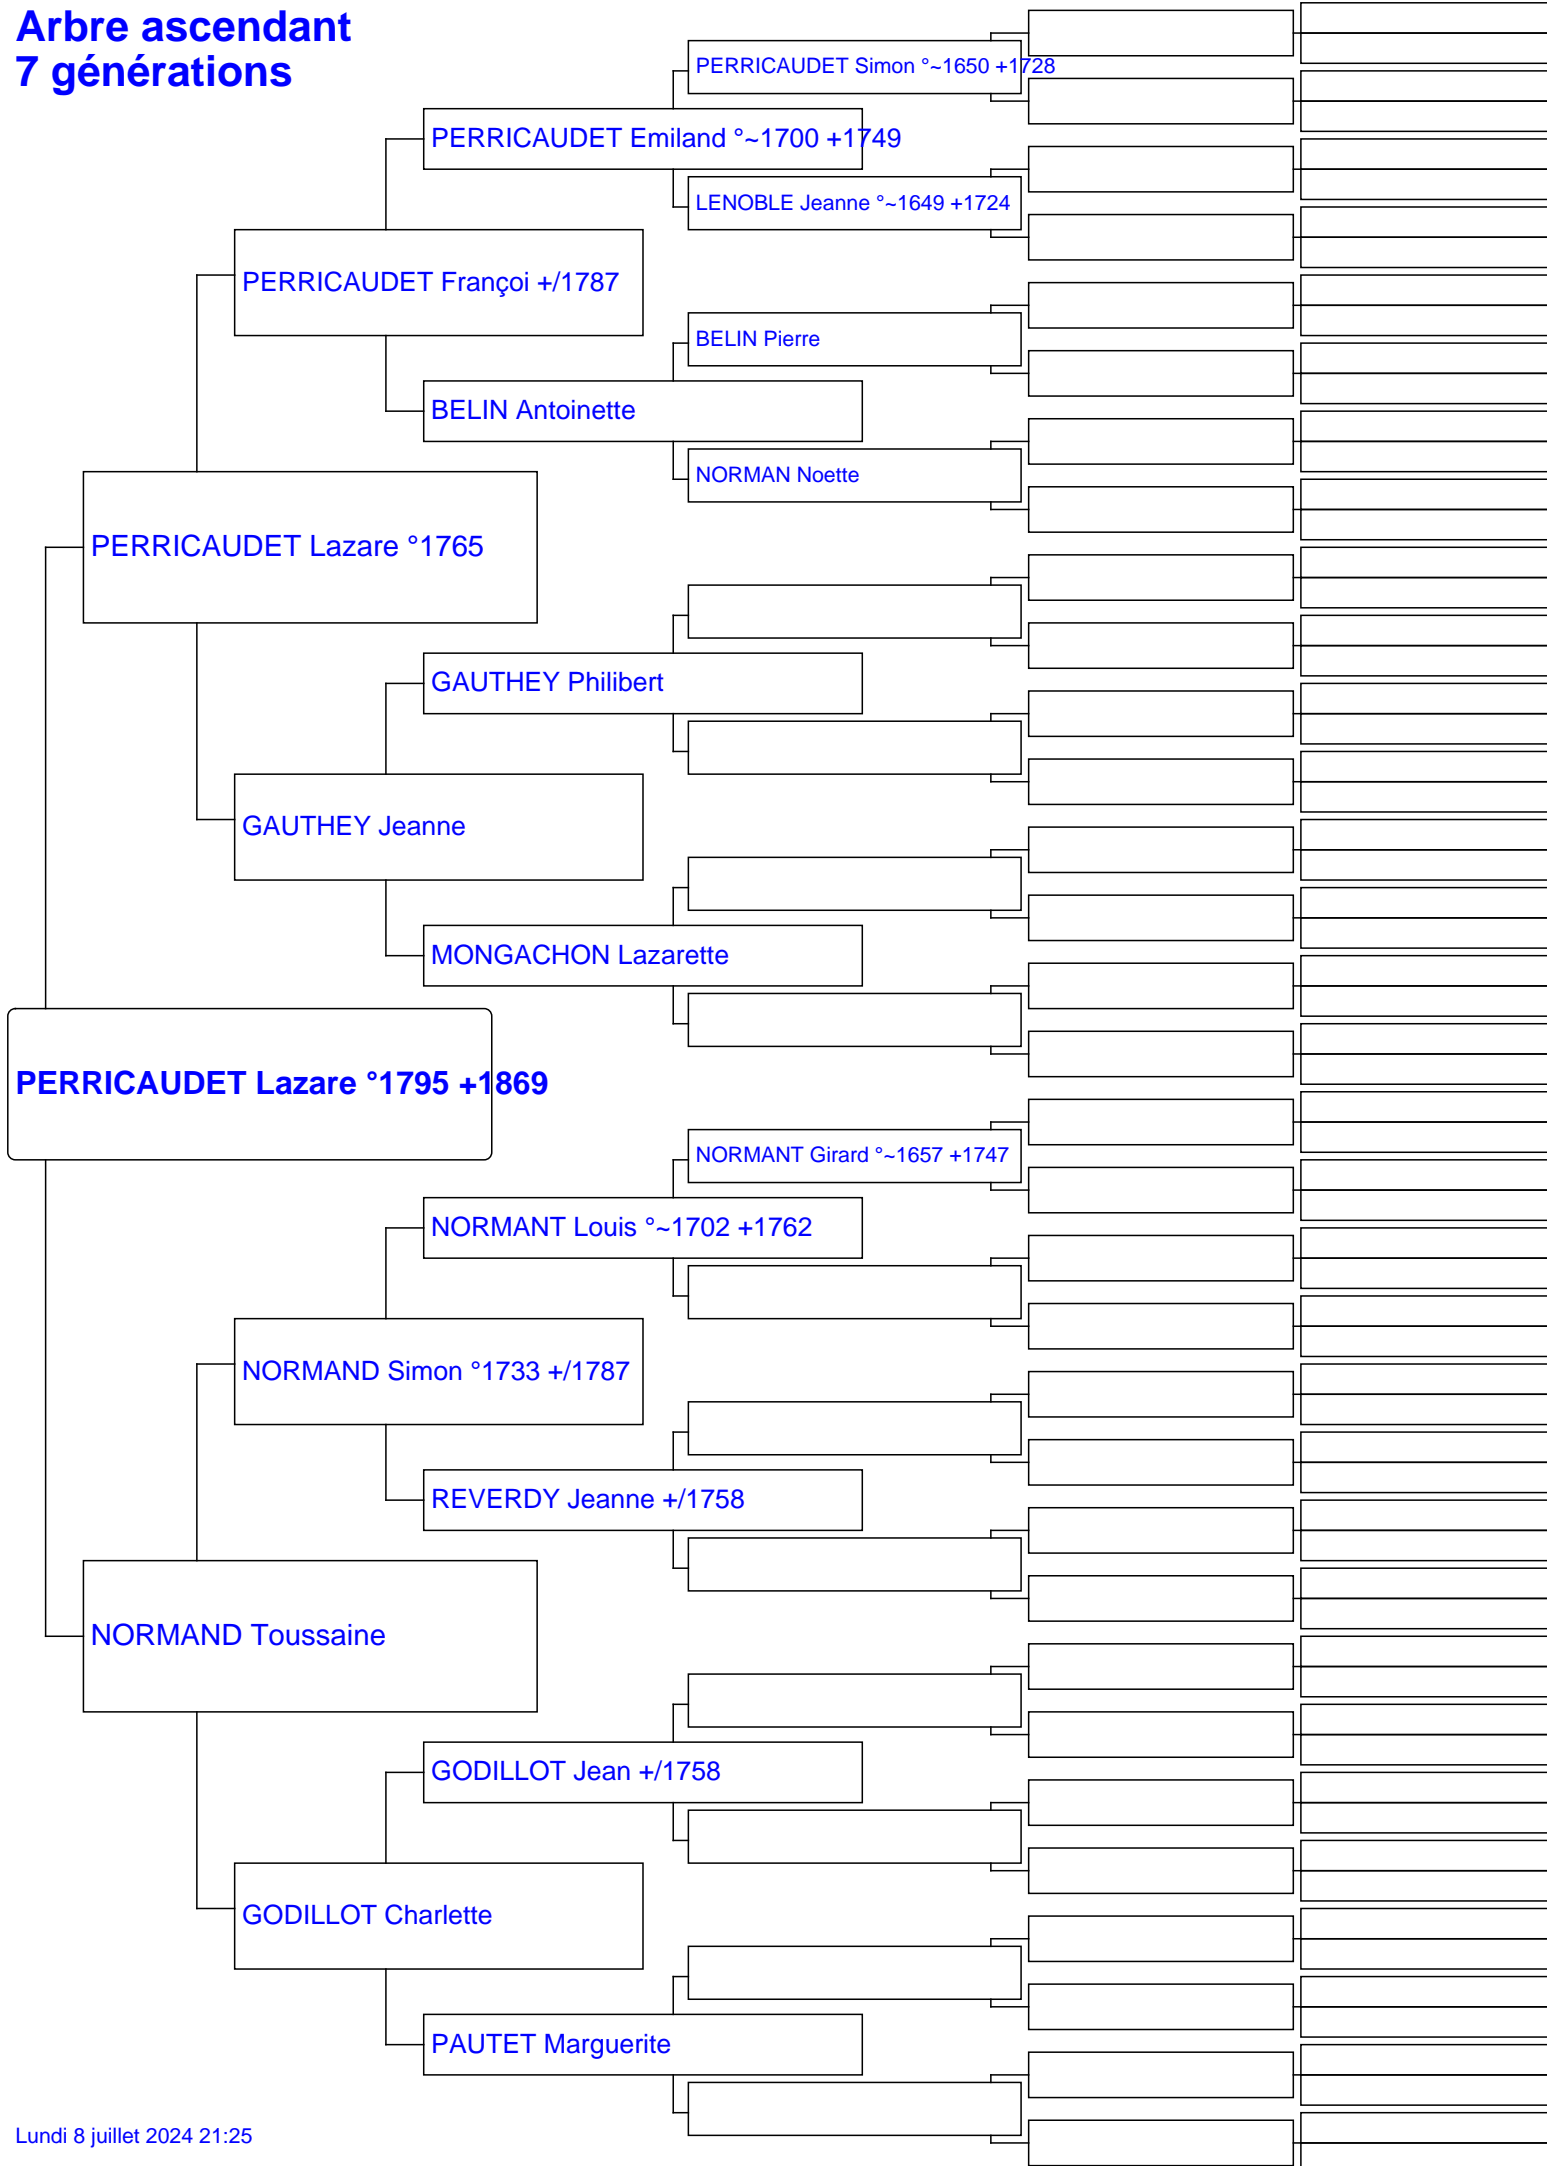 Arbre ascendant
7 générations
PERRICAUDET Simon °~1650 +1728
PERRICAUDET Emiland °~1700 +1749
LENOBLE Jeanne °~1649 +1724
PERRICAUDET Françoi +/1787
BELIN Pierre
BELIN Antoinette
NORMAN Noette
PERRICAUDET Lazare °1765
GAUTHEY Philibert
GAUTHEY Jeanne
MONGACHON Lazarette
PERRICAUDET Lazare °1795 +1869
NORMANT Girard °~1657 +1747
NORMANT Louis °~1702 +1762
NORMAND Simon °1733 +/1787
REVERDY Jeanne +/1758
NORMAND Toussaine
GODILLOT Jean +/1758
GODILLOT Charlette
PAUTET Marguerite
Lundi 8 juillet 2024 21:25